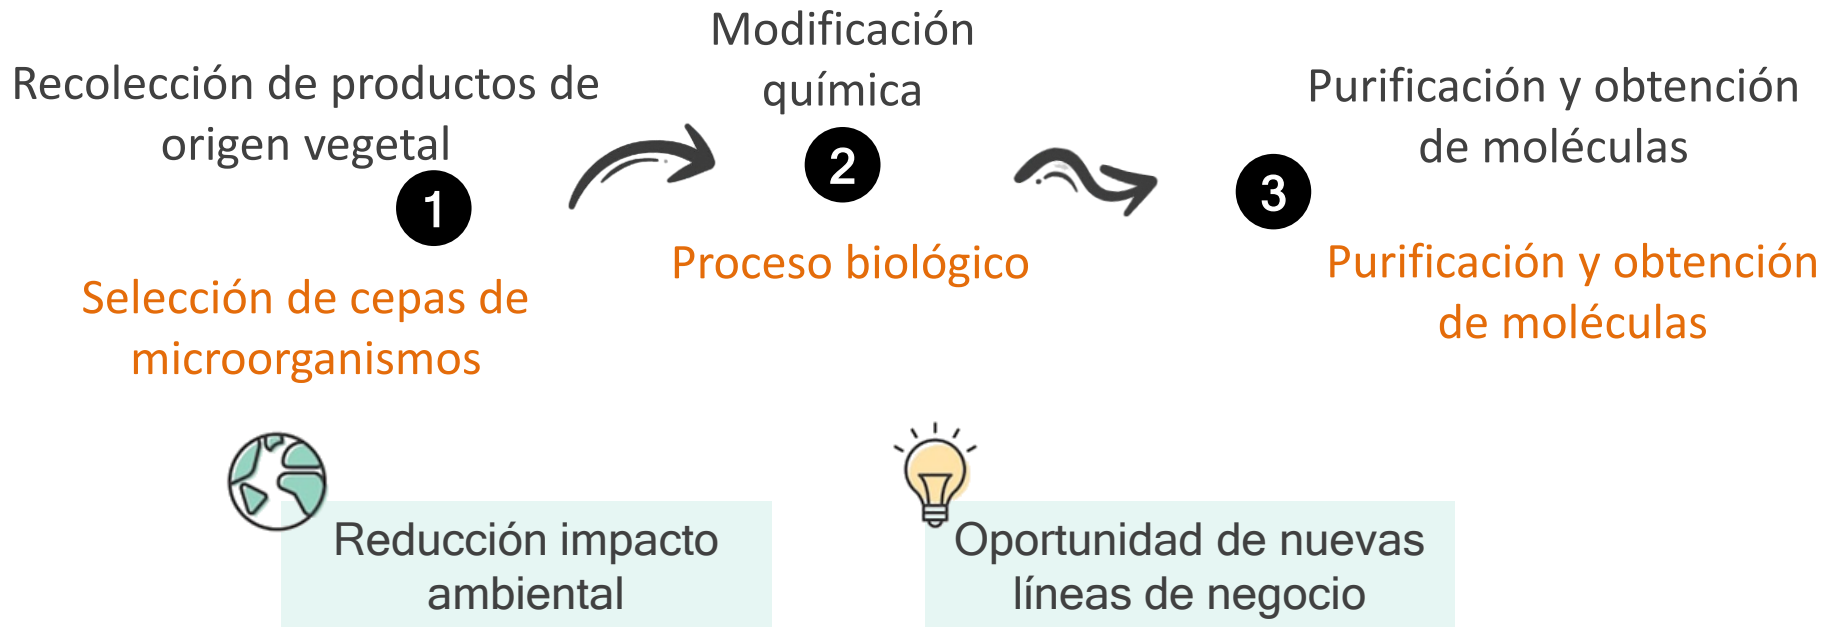 Recolección de productos de
origen vegetal
1
Selección de cepas de
microorganismos
Modificación
química
2
Proceso biológico
Purificación y obtención
de moléculas
3
Purificación y obtención
de moléculas
Reducción impacto
ambiental
Oportunidad de nuevas
líneas de negocio